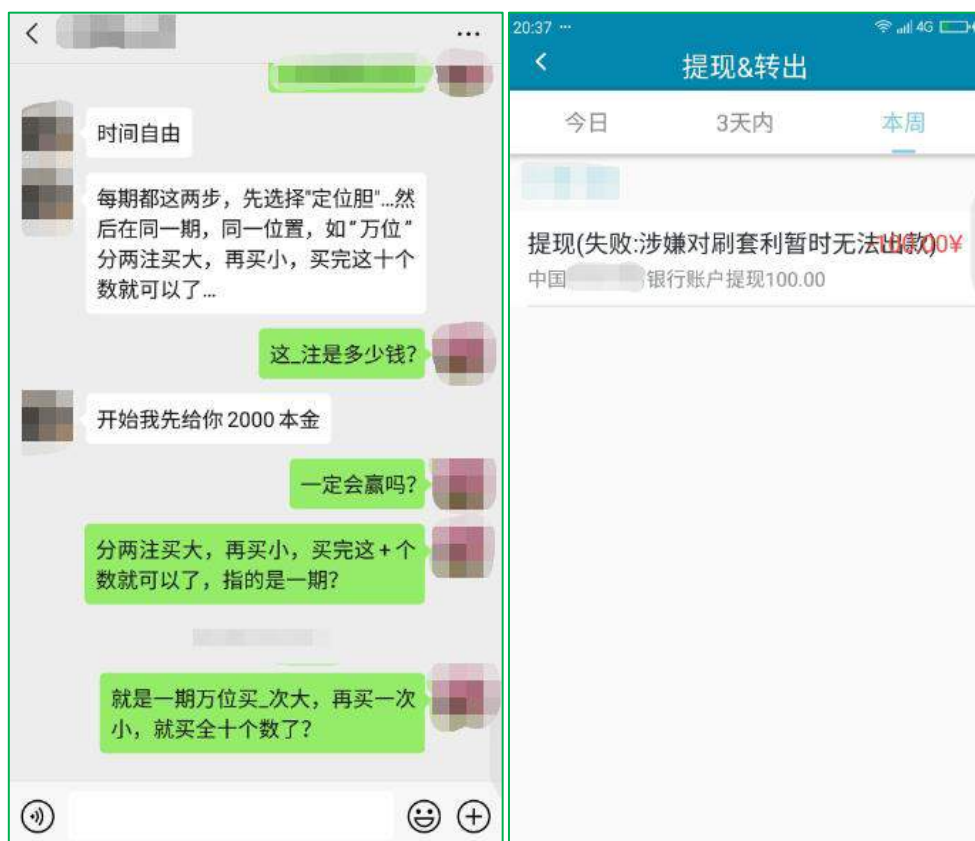 时间自由
每期都这两步，先选择"定位胆"...然
后在同一期，同一位置，如"万位"
分两注买大，再买小，买完这十个
数就可以了...
这_注是多少钱?
开始我先给你2000本金
一定会赢吗?
分两注买大，再买小，买完这+个
数就可以了，指的是一期?
就是一期万位买_次大，再买一次
小，就买全十个数了?
20:37 ...
4G
提现&转出
今日
3天内
本周
提现(失败:涉嫌对刷套利暂时无法出款)
100.00¥
中国 银行账户提现100.00